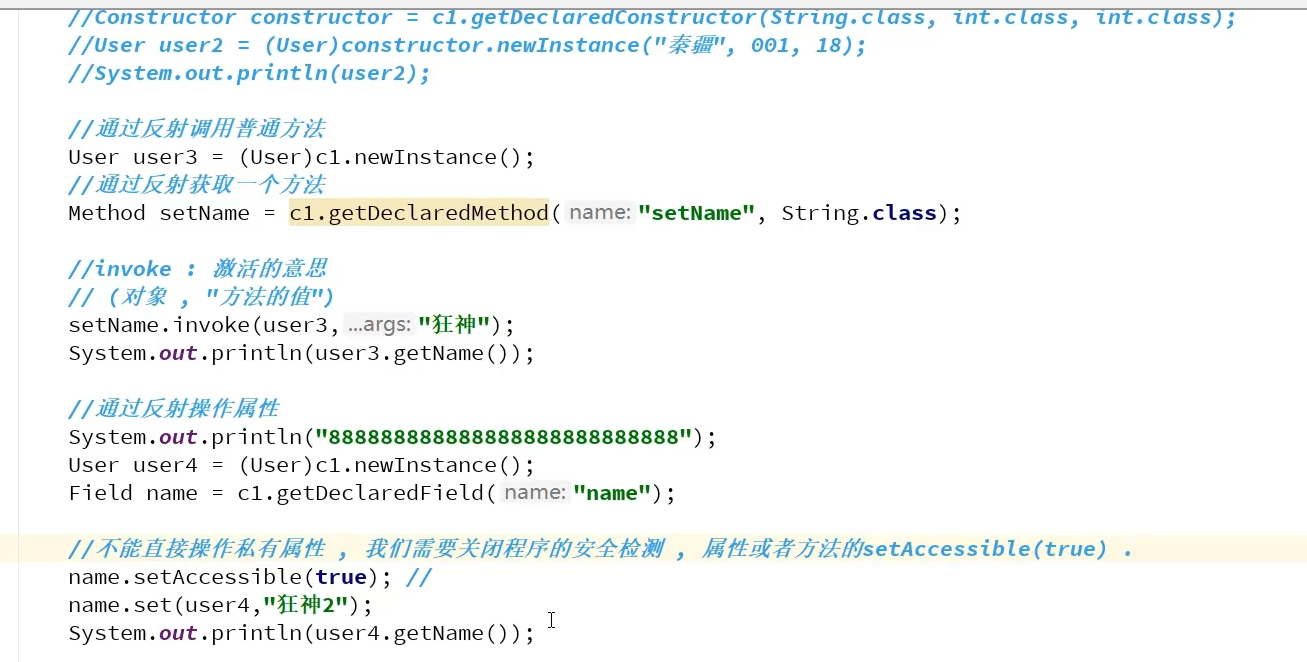 //Constructor constructor = c1.getDeclaredConstructor(String.class, int.class, int.class);
//User user2 = (User)constructor.newInstance("秦疆", 001, 18);
//System.out.println(user2);
//通过反射调用普通方法
User user3 = (User)c1.newInstance();
//通过反射获取一个方法
Method setName = c1.getDeclaredMethod( name: "setName", String.class);
//invoke : 激活的意思
// (对象 , "方法的值")
setName.invoke(user3, ...args: "狂神");
System.out.println(user3.getName());
//通过反射操作属性
System.out.println("888888888888888888888888888");
User user4 = (User)c1.newInstance();
Field name = c1.getDeclaredField( name: "name");
//不能直接操作私有属性 , 我们需要关闭程序的安全检测 , 属性或者方法的setAccessible(true) .
name.setAccessible(true); //
name.set(user4,"狂神2");
System.out.println(user4.getName());